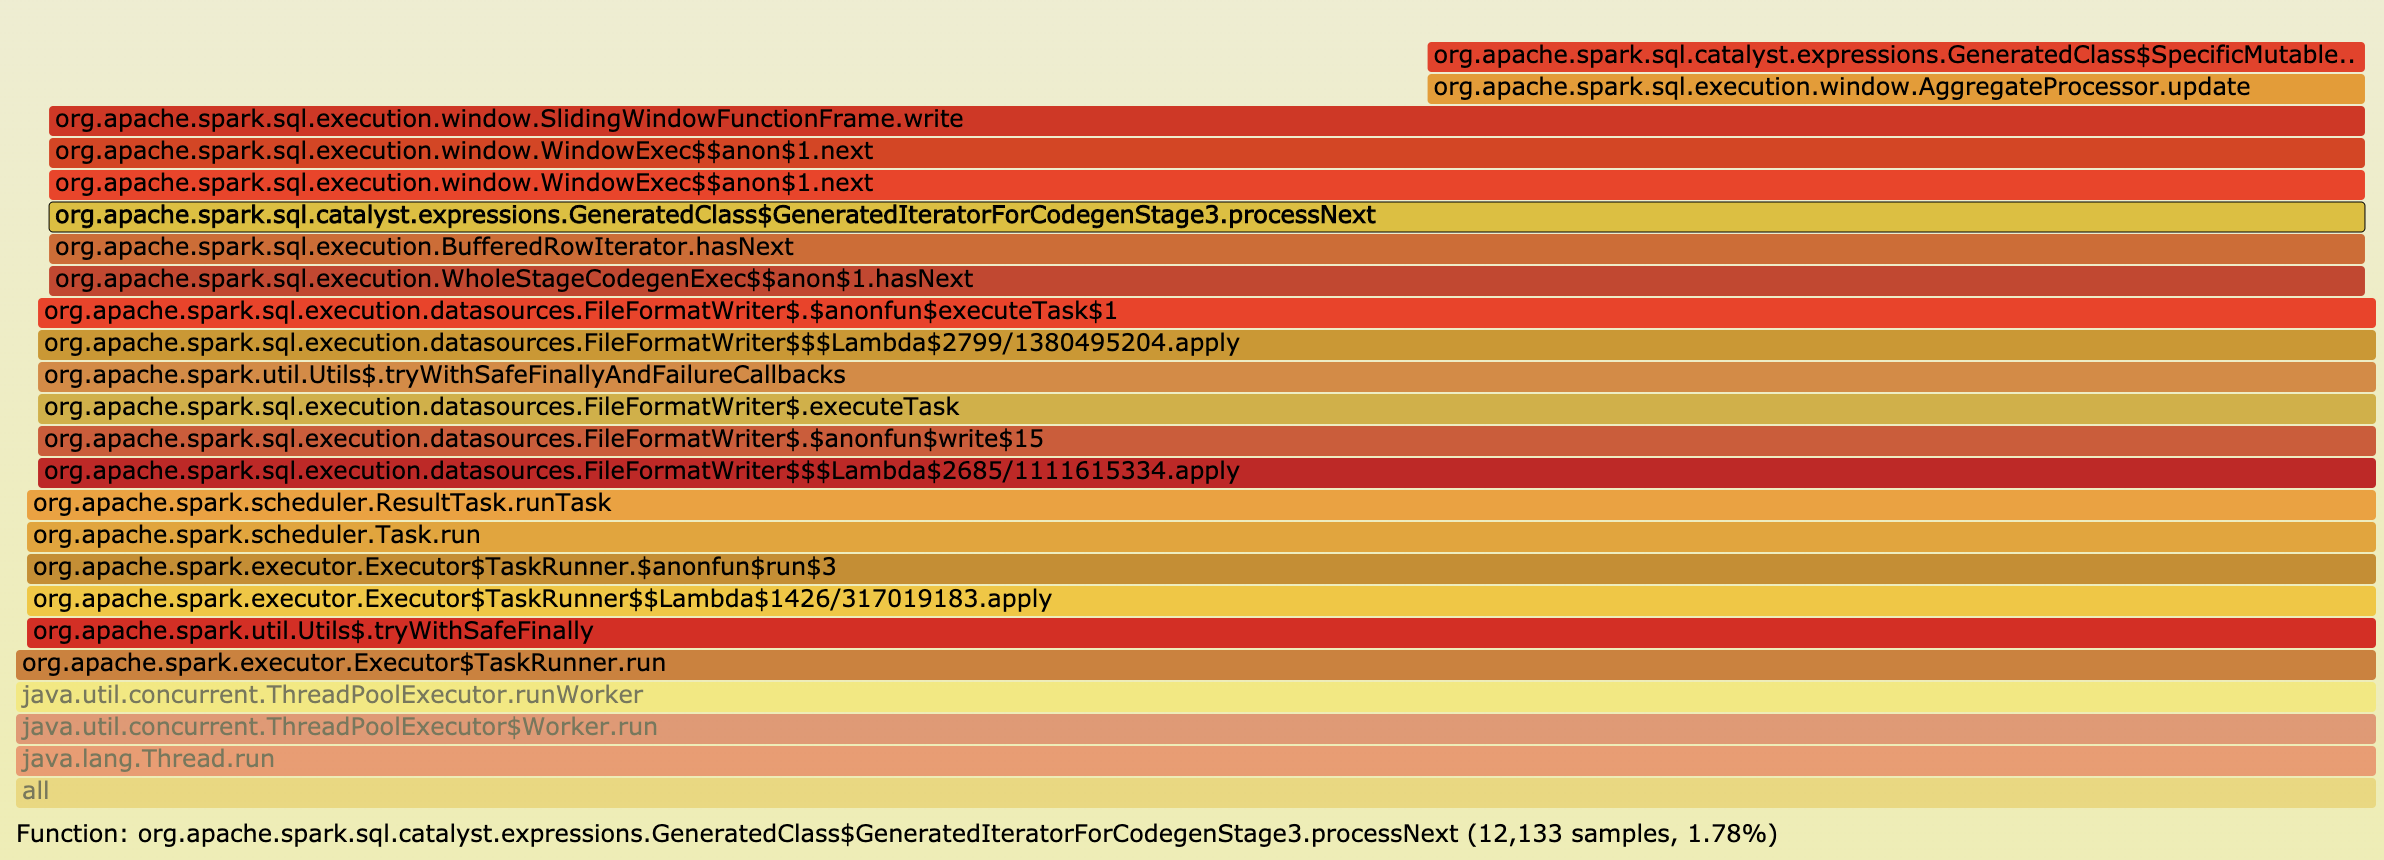 org.apache.spark.sql.catalyst.expressions.GeneratedClass$SpecificMutable..
org.apache.spark.sql.execution.window.AggregateProcessor.update
org.apache.spark.sql.execution.window.SlidingWindowFunctionFrame.write
org.apache.spark.sql.execution.window.WindowExec$$anon$1.next
org.apache.spark.sql.execution.window.WindowExec$$anon$1.next
org.apache.spark.sql.catalyst.expressions.GeneratedClass$GeneratedIteratorForCodegenStage3.processNext
org.apache.spark.sql.execution.BufferedRowIterator.hasNext
org.apache.spark.sql.execution.WholeStageCodegenExec$$anon$1.hasNext
org.apache.spark.sql.execution.datasources.FileFormatWriter$.$anonfun$executeTask$1
org.apache.spark.sql.execution.datasources.FileFormatWriter$$$Lambda$2799/1380495204.apply
org.apache.spark.util.Utils$.tryWithSafeFinallyAndFailureCallbacks
org.apache.spark.sql.execution.datasources.FileFormatWriter$.executeTask
org.apache.spark.sql.execution.datasources.FileFormatWriter$.$anonfun$write$15
org.apache.spark.sql.execution.datasources.FileFormatWriter$$$Lambda$2685/1111615334.apply
org.apache.spark.scheduler.ResultTask.runTask
org.apache.spark.scheduler.Task.run
org.apache.spark.executor.Executor$TaskRunner.$anonfun$run$3
org.apache.spark.executor.Executor$TaskRunner$$Lambda$1426/317019183.apply
org.apache.spark.util.Utils$.tryWithSafeFinally
org.apache.spark.executor.Executor$TaskRunner.run
java.util.concurrent.ThreadPoolExecutor.runWorker
java.util.concurrent.ThreadPoolExecutor$Worker.run
java.lang.Thread.run
all
Function: org.apache.spark.sql.catalyst.expressions.GeneratedClass$GeneratedIteratorForCodegenStage3.processNext (12,133 samples, 1.78%)